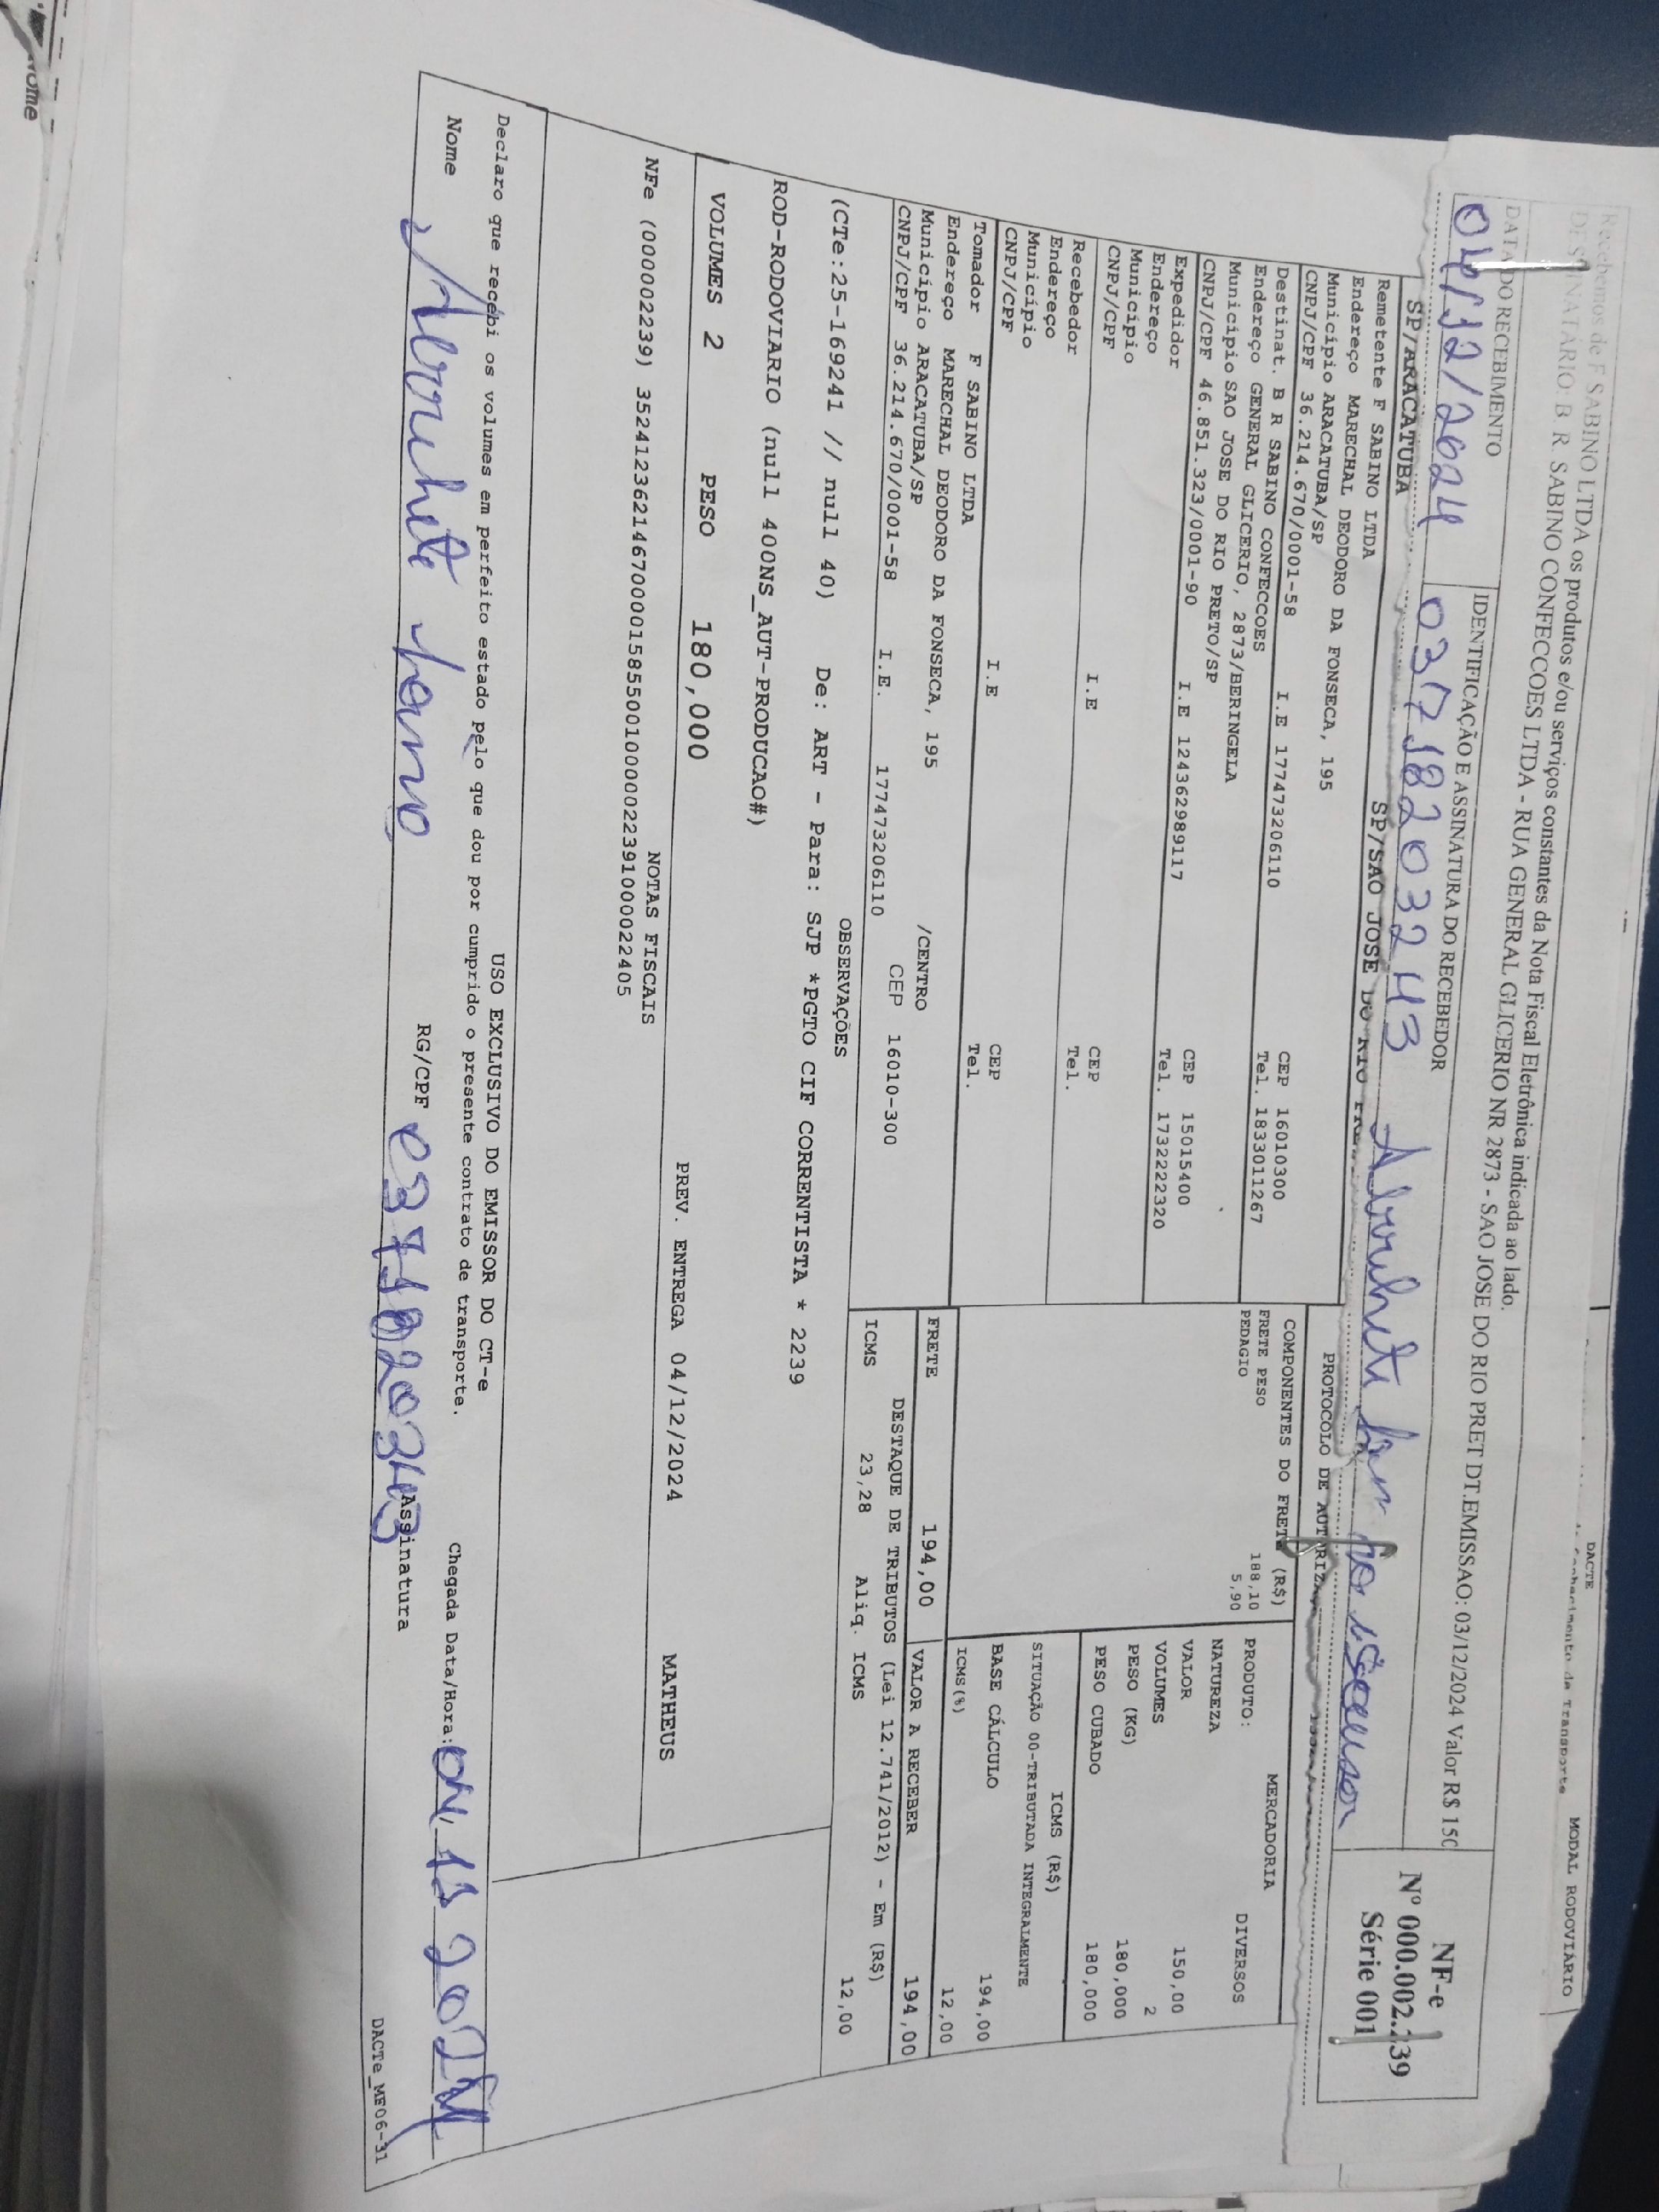 Recebemos de F SABINO LTDA os produtos e/ou serviços constantes da Nota Fiscal Eletrônica indicada ao lado.
DESTINATARIO: B. R. SABINO CONFECCOES LTDA - RUA GENERAL GLICERIO NR 2873 - SAO JOSE DO RIO PRET DT.EMISSAO: 03/12/2024 Valor R$ 150
DATA DO RECEBIMENTO
IDENTIFICAÇÃO E ASSINATURA DO RECEBEDOR
04/12/2024
03718203243
NF-e
Nº 000.002.239
Série 001
DACTE
MODAL RODOVIÁRIO
SP/ARACATUBA
SP/SAO JOSE DO RIO
PROTOCOLO DE
Remetente F SABINO LTDA
Endereço MARECHAL DEODORO DA FONSECA, 195
Município ARACATUBA/SP
CNPJ/CPF 36.214.670/0001-58 I.E 177473206110 CEP 16010300
Tel. 1833011267
Destinat. B R SABINO CONFECCOES
Endereço GENERAL GLICERIO, 2873/BERINGELA
Município SAO JOSE DO RIO PRETO/SP
CNPJ/CPF 46.851.323/0001-90 I.E 124362989117 CEP 15015400
Tel. 1732222320
Expedidor
Endereço
Município
CNPJ/CPF I.E CEP
Tel.
Recebedor
Endereço
Município
CNPJ/CPF I.E CEP
Tel.
Tomador F SABINO LTDA
Endereço MARECHAL DEODORO DA FONSECA, 195 /CENTRO
Município ARACATUBA/SP
CNPJ/CPF 36.214.670/0001-58 I.E. 177473206110 CEP 16010-300
COMPONENTES DO FRETE (R$)
FRETE PESO 188,10
PEDAGIO 5,90
MERCADORIA
PRODUTO: DIVERSOS
NATUREZA
VALOR 150,00
VOLUMES 2
PESO (KG) 180,000
PESO CUBADO 180,000
ICMS (R$)
SITUAÇÃO 00-TRIBUTADA INTEGRALMENTE
BASE CÁLCULO 194,00
ICMS(%) 12,00
FRETE 194,00 VALOR A RECEBER 194,00
DESTAQUE DE TRIBUTOS (Lei 12.741/2012) - Em (R$)
ICMS 23,28 Aliq. ICMS 12,00
OBSERVAÇÕES
(CTe:25-169241 // null 40) De: ART - Para: SJP *PGTO CIF CORRENTISTA * 2239
ROD-RODOVIARIO (null 400NS_AUT-PRODUCAO#)
VOLUMES 2 PESO 180,000 PREV. ENTREGA 04/12/2024 MATHEUS
NOTAS FISCAIS
NFe (000002239) 35241236214670000158550010000022391000022405
USO EXCLUSIVO DO EMISSOR DO CT-e
Declaro que recebi os volumes em perfeito estado pelo que dou por cumprido o presente contrato de transporte.
Nome RG/CPF 03718203243 Assinatura Chegada Data/Hora: 04, 12 2024
DACTe_MF06-31
Nome